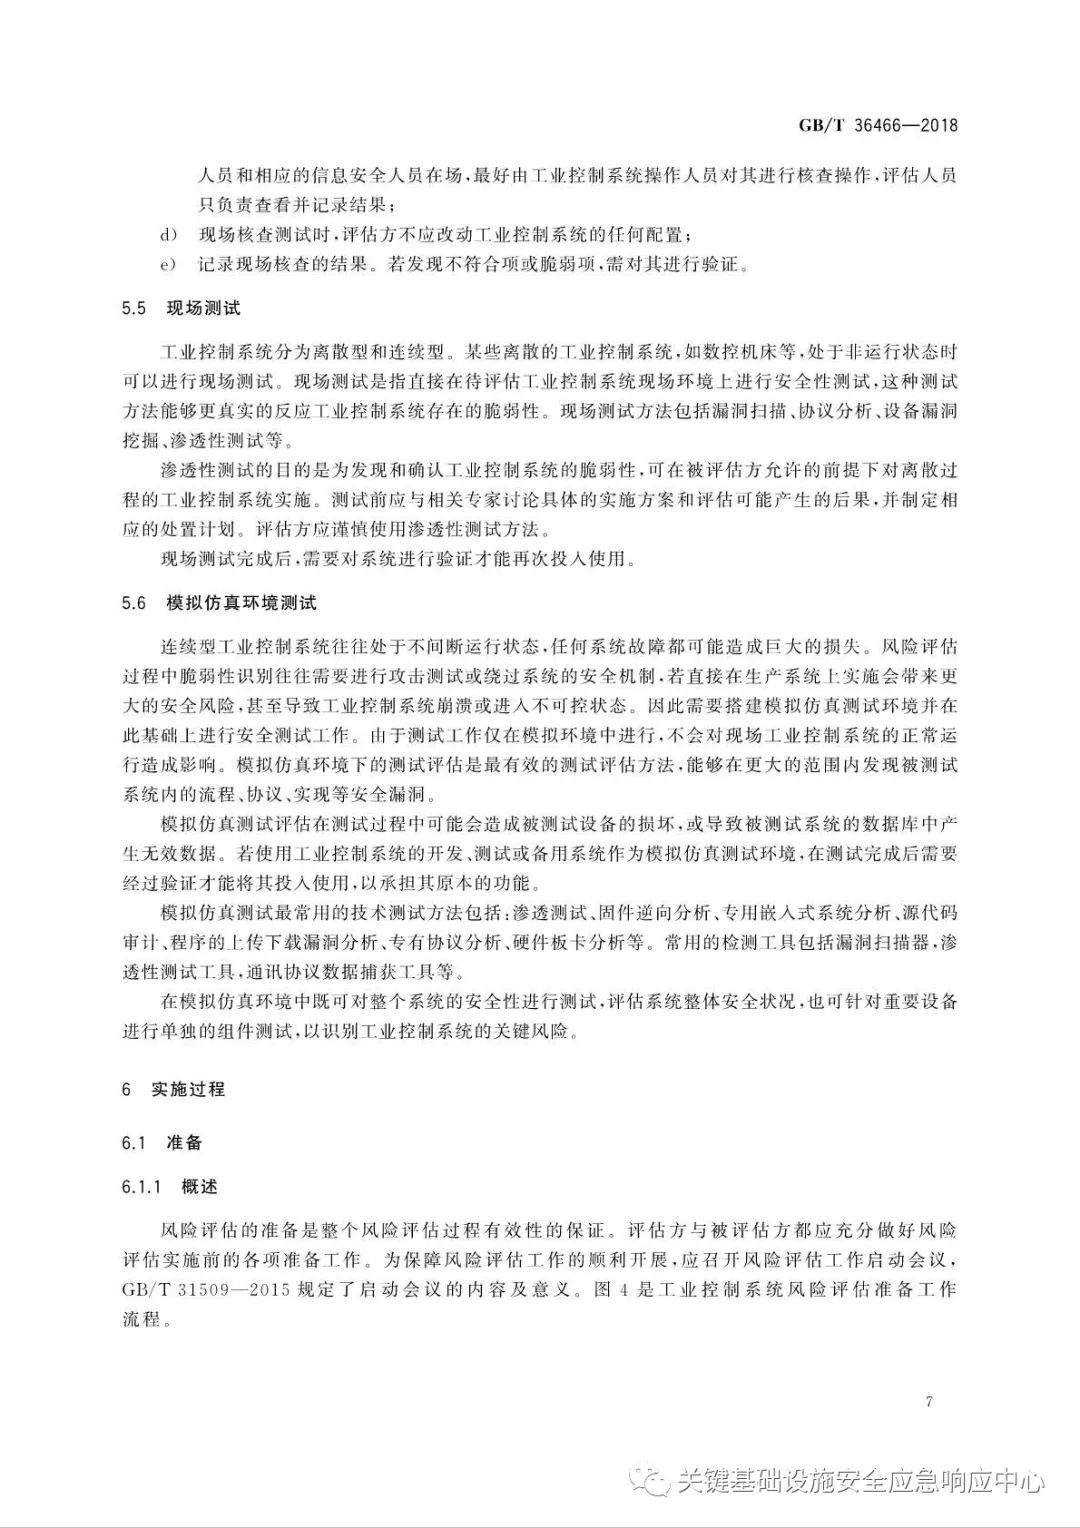 GB/T 36466—2018
人员和相应的信息安全人员在场,最好由工业控制系统操作人员对其进行核查操作,评估人员
只负责查看并记录结果;
d) 现场核查测试时,评估方不应改动工业控制系统的任何配置;
e) 记录现场核查的结果。若发现不符合项或脆弱项,需对其进行验证。
5.5 现场测试
工业控制系统分为离散型和连续型。某些离散的工业控制系统,如数控机床等,处于非运行状态时
可以进行现场测试。现场测试是指直接在待评估工业控制系统现场环境上进行安全性测试,这种测试
方法能够更真实的反应工业控制系统存在的脆弱性。现场测试方法包括漏洞扫描、协议分析、设备漏洞
挖掘、渗透性测试等。
渗透性测试的目的是为发现和确认工业控制系统的脆弱性,可在被评估方允许的前提下对离散过
程的工业控制系统实施。测试前应与相关专家讨论具体的实施方案和评估可能产生的后果,并制定相
应的处置计划。评估方应谨慎使用渗透性测试方法。
现场测试完成后,需要对系统进行验证才能再次投入使用。
5.6 模拟仿真环境测试
连续型工业控制系统往往处于不间断运行状态,任何系统故障都可能造成巨大的损失。风险评估
过程中脆弱性识别往往需要进行攻击测试或绕过系统的安全机制,若直接在生产系统上实施会带来更
大的安全风险,甚至导致工业控制系统崩溃或进入不可控状态。因此需要搭建模拟仿真测试环境并在
此基础上进行安全测试工作。由于测试工作仅在模拟环境中进行,不会对现场工业控制系统的正常运
行造成影响。模拟仿真环境下的测试评估是最有效的测试评估方法,能够在更大的范围内发现被测试
系统内的流程、协议、实现等安全漏洞。
模拟仿真测试评估在测试过程中可能会造成被测试设备的损坏,或导致被测试系统的数据库中产
生无效数据。若使用工业控制系统的开发、测试或备用系统作为模拟仿真测试环境,在测试完成后需要
经过验证才能将其投入使用,以承担其原本的功能。
模拟仿真测试最常用的技术测试方法包括:渗透测试、固件逆向分析、专用嵌入式系统分析、源代码
审计、程序的上传下载漏洞分析、专有协议分析、硬件板卡分析等。常用的检测工具包括漏洞扫描器,渗
透性测试工具,通讯协议数据捕获工具等。
在模拟仿真环境中既可对整个系统的安全性进行测试,评估系统整体安全状况,也可针对重要设备
进行单独的组件测试,以识别工业控制系统的关键风险。
6 实施过程
6.1 准备
6.1.1 概述
风险评估的准备是整个风险评估过程有效性的保证。评估方与被评估方都应充分做好风险
评估实施前的各项准备工作。为保障风险评估工作的顺利开展,应召开风险评估工作启动会议,
GB/T 31509—2015 规定了启动会议的内容及意义。图 4 是工业控制系统风险评估准备工作
流程。
7
关键基础设施安全应急响应中心